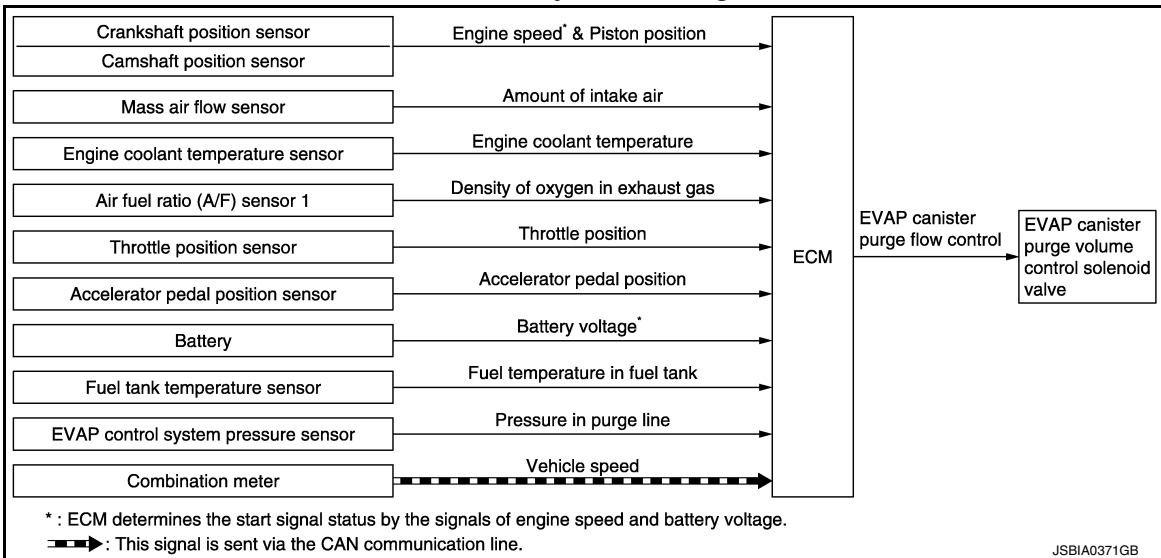 Crankshaft position sensor
Engine speed* & Piston position
Camshaft position sensor
Mass air flow sensor
Amount of intake air
Engine coolant temperature sensor
Engine coolant temperature
Air fuel ratio (A/F) sensor 1
Density of oxygen in exhaust gas
Throttle position sensor
Throttle position
Accelerator pedal position sensor
Accelerator pedal position
Battery
Battery voltage*
Fuel tank temperature sensor
Fuel temperature in fuel tank
EVAP control system pressure sensor
Pressure in purge line
Combination meter
Vehicle speed
ECM
EVAP canister
purge flow control
EVAP canister
purge volume
control solenoid
valve
* : ECM determines the start signal status by the signals of engine speed and battery voltage.
: This signal is sent via the CAN communication line.
JSBIA0371GB